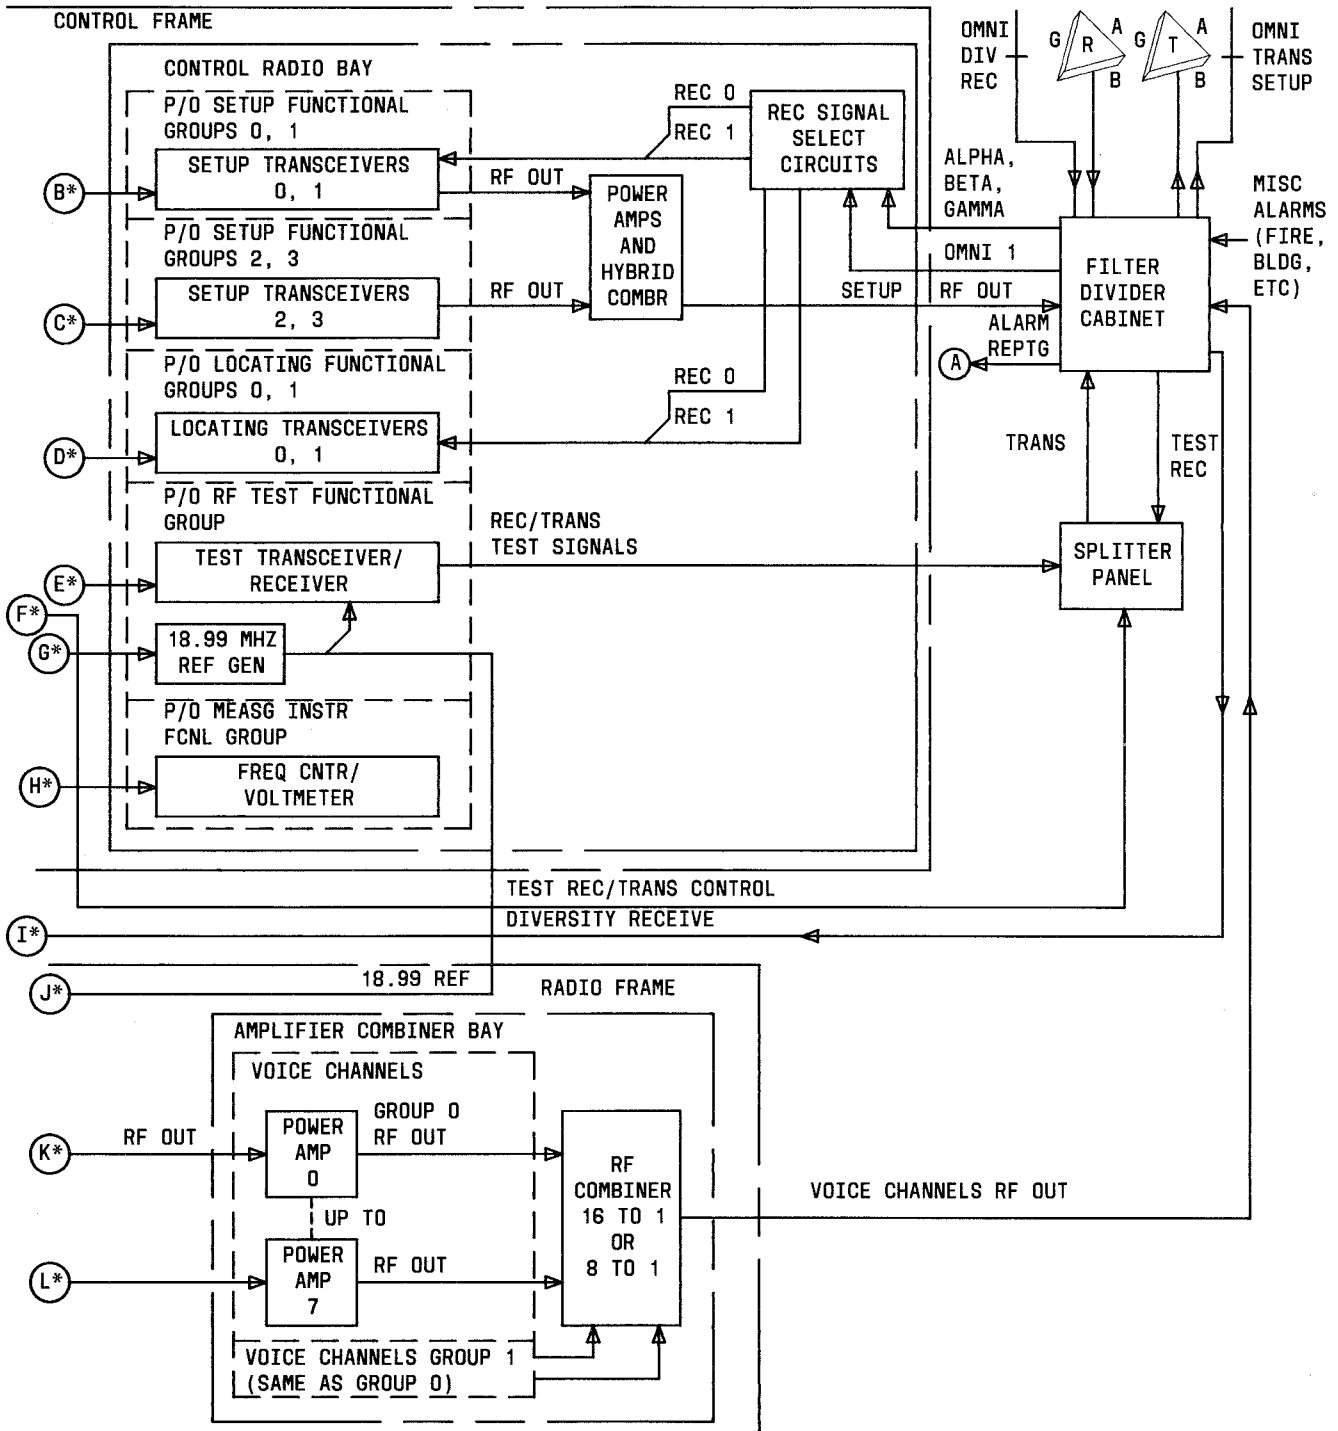 CONTROL FRAME
CONTROL RADIO BAY
P/O SETUP FUNCTIONAL
GROUPS 0, 1
SETUP TRANSCEIVERS
0, 1
B*
P/O SETUP FUNCTIONAL
GROUPS 2, 3
SETUP TRANSCEIVERS
2, 3
C*
P/O LOCATING FUNCTIONAL
GROUPS 0, 1
LOCATING TRANSCEIVERS
0, 1
D*
P/O RF TEST FUNCTIONAL
GROUP
TEST TRANSCEIVER/
RECEIVER
E*
F*
G*
18.99 MHZ
REF GEN
P/O MEASG INSTR
FCNL GROUP
FREQ CNTR/
VOLTMETER
H*
REC 0
REC 1
REC SIGNAL
SELECT
CIRCUITS
RF OUT
POWER
AMPS
AND
HYBRID
COMBR
RF OUT
REC 0
REC 1
REC/TRANS
TEST SIGNALS
OMNI
DIV
REC
G
R
A
B
G
T
A
B
OMNI
TRANS
SETUP
ALPHA,
BETA,
GAMMA
OMNI 1
SETUP
RF OUT
ALARM
REPTG
A
FILTER
DIVIDER
CABINET
MISC
ALARMS
(FIRE,
BLDG,
ETC)
TRANS
TEST
REC
SPLITTER
PANEL
TEST REC/TRANS CONTROL
DIVERSITY RECEIVE
I*
J*
18.99 REF
RADIO FRAME
AMPLIFIER COMBINER BAY
VOICE CHANNELS
GROUP 0
K*
RF OUT
POWER
AMP
0
RF OUT
UP TO
L*
POWER
AMP
7
RF OUT
RF
COMBINER
16 TO 1
OR
8 TO 1
VOICE CHANNELS RF OUT
VOICE CHANNELS GROUP 1
(SAME AS GROUP 0)